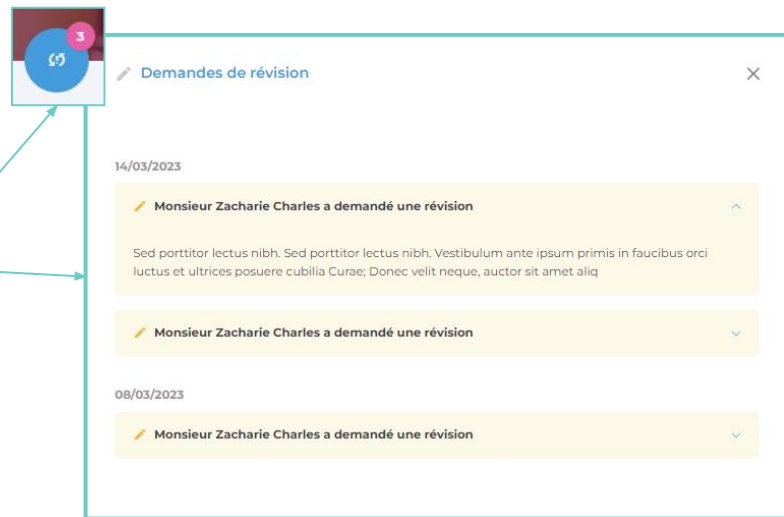 3
Demandes de révision
14/03/2023
Monsieur Zacharie Charles a demandé une révision
Sed porttitor lectus nibh. Sed porttitor lectus nibh. Vestibulum ante ipsum primis in faucibus orci
luctus et ultrices posuere cubilia Curae; Donec velit neque, auctor sit amet aliq
Monsieur Zacharie Charles a demandé une révision
08/03/2023
Monsieur Zacharie Charles a demandé une révision